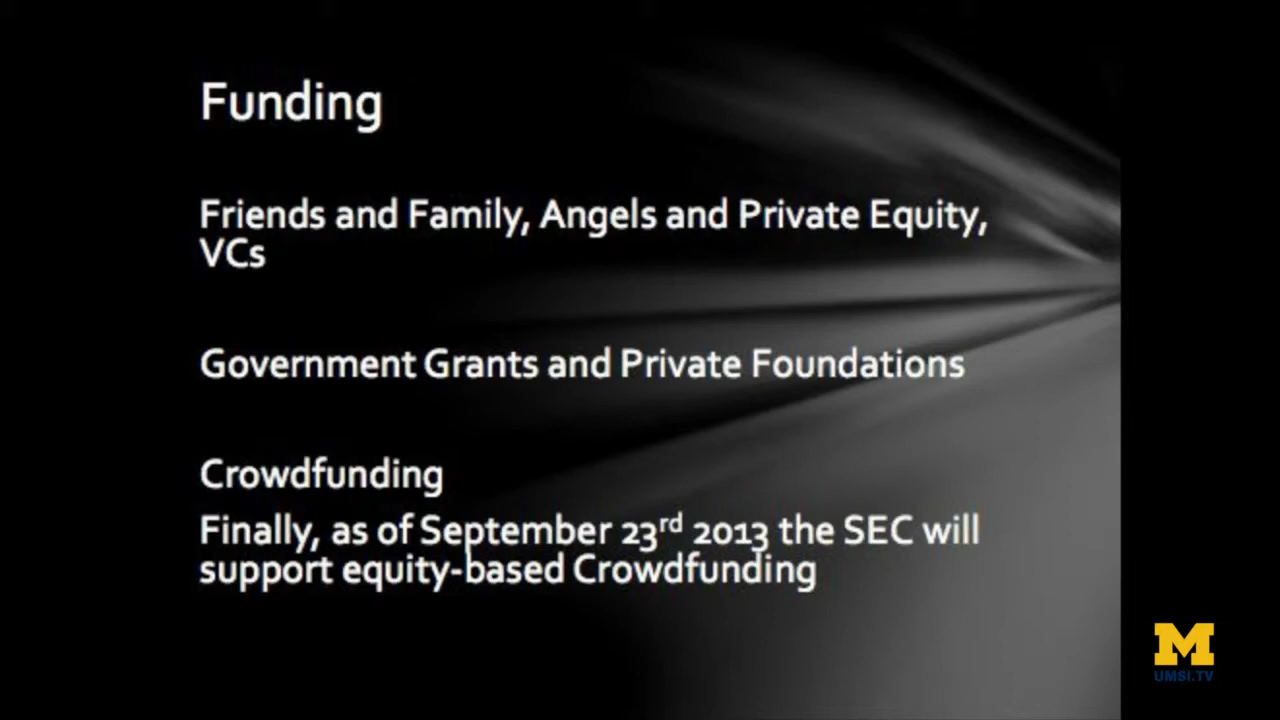 Funding
Friends and Family, Angels and Private Equity,
VCs
Government Grants and Private Foundations
Crowdfunding
Finally, as of September 23rd 2013 the SEC will
support equity-based Crowdfunding
M
UMSI.TV